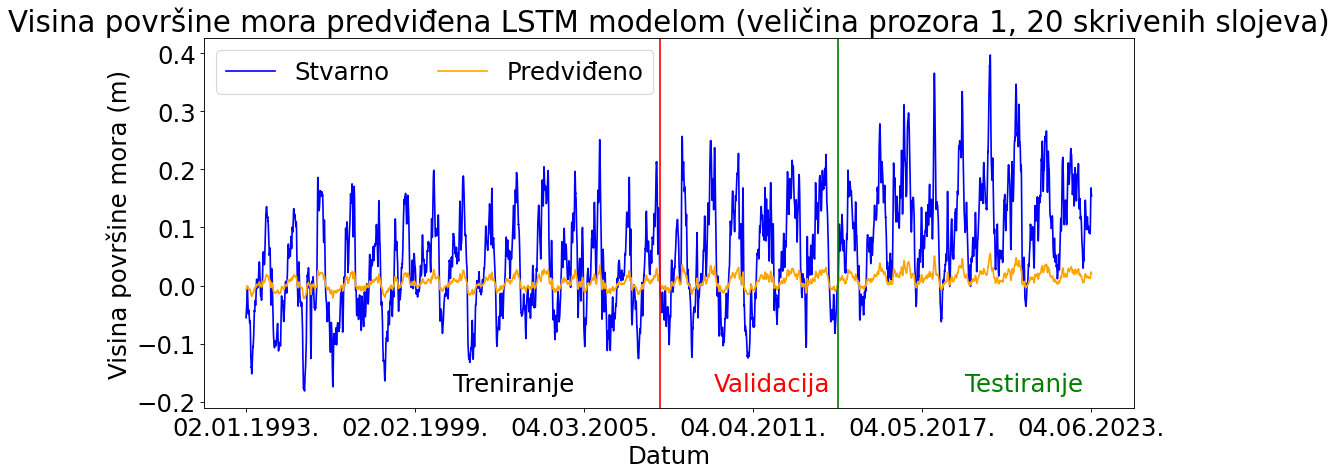 Visina površine mora predviđena LSTM modelom (veličina prozora 1, 20 skrivenih slojeva)
Stvarno
Predviđeno
Visina površine mora (m)
0.4
0.3
0.2
0.1
0.0
−0.1
−0.2
Treniranje
Validacija
Testiranje
02.01.1993.
02.02.1999.
04.03.2005.
04.04.2011.
04.05.2017.
04.06.2023.
Datum